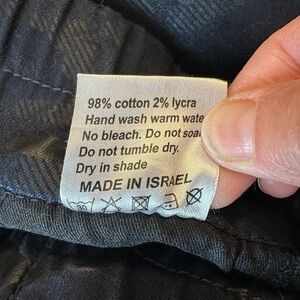 98% cotton 2% lycra
Hand wash warm wate
No bleach. Do not soa
Do not tumble dry.
Dry in shade
MADE IN ISRAEL